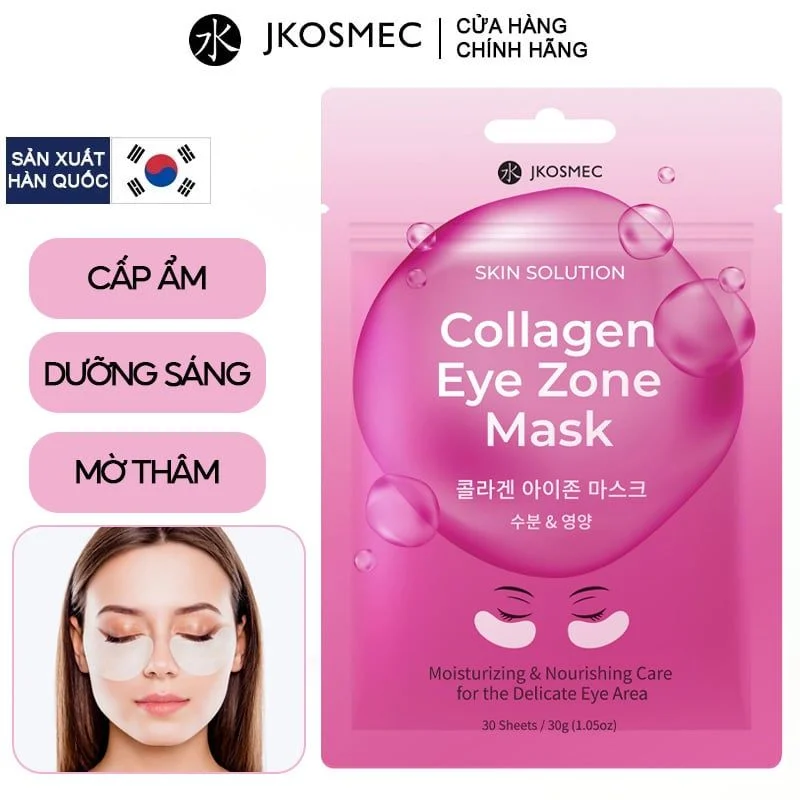 水 JKOSMEC
CỬA HÀNG
CHÍNH HÃNG
SẢN XUẤT
HÀN QUỐC
CẤP ẨM
DƯỠNG SÁNG
MỜ THÂM
水 JKOSMEC
SKIN SOLUTION
Collagen
Eye Zone
Mask
콜라겐 아이존 마스크
수분 & 영양
Moisturizing & Nourishing Care
for the Delicate Eye Area
30 Sheets / 30g (1.05oz)